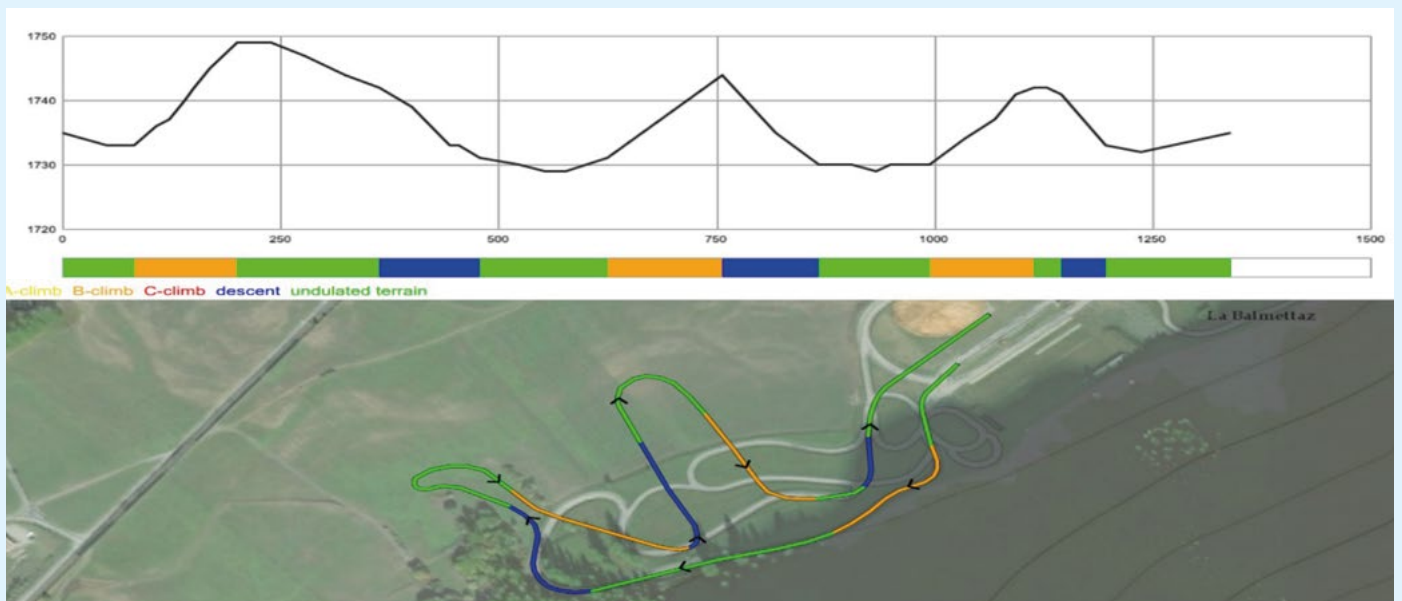 1750
1740
1730
1720
0 250 500 750 1000 1250 1500
A-climb B-climb C-climb descent undulated terrain
La Balmettaz